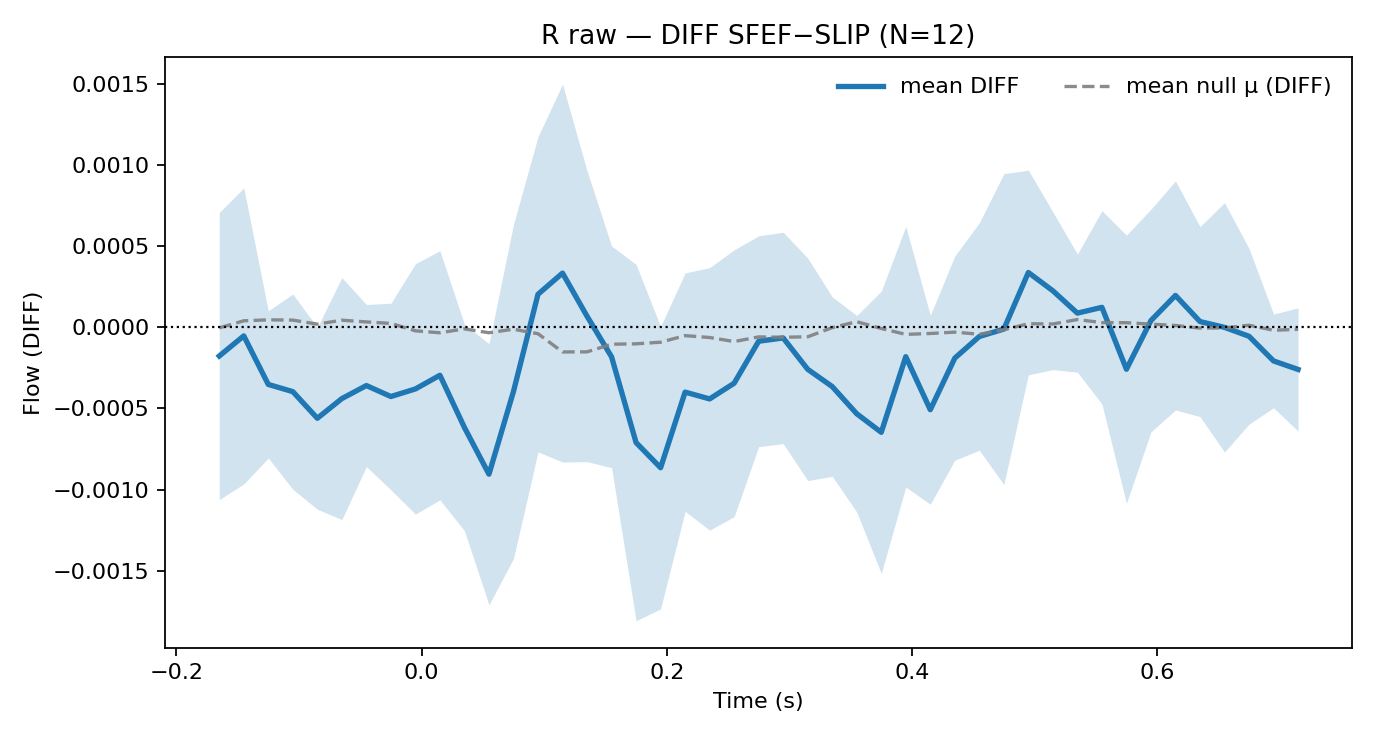 R raw — DIFF SFEF−SLIP (N=12)
mean DIFF
mean null μ (DIFF)
Flow (DIFF)
0.0015
0.0010
0.0005
0.0000
−0.0005
−0.0010
−0.0015
−0.2
0.0
0.2
0.4
0.6
Time (s)